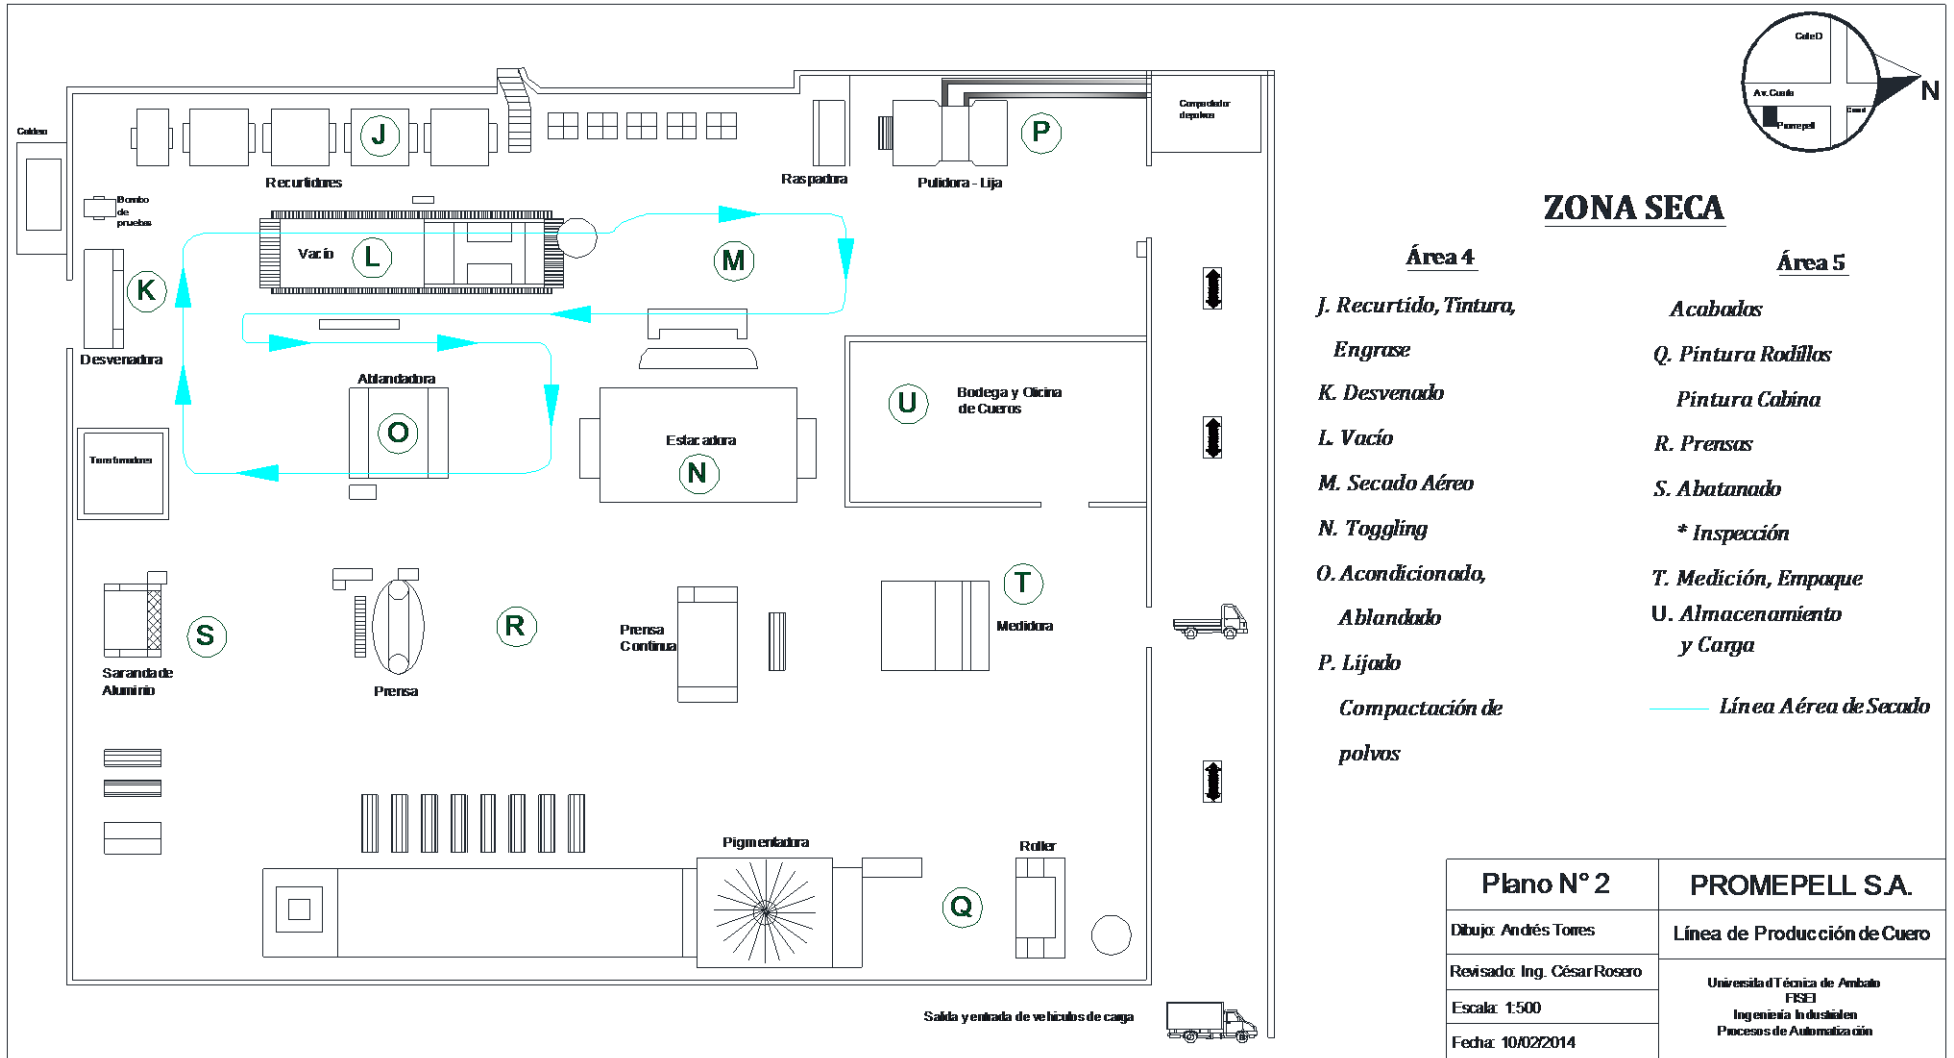 Caldero
J
Recurtidores
Bombo
de
pruebas
Raspadora
Pulidora - Lija
P
Compactador
de polvos
Calle D
Av. Cuarta
Promepell
N
Vacío
L
M
K
Desvenadora
Ablandadora
O
Estacadora
N
U
Bodega y Oficina
de Cueros
Transformadores
S
Saranda de
Aluminio
Prensa
R
Prensa
Continua
T
Medidora
Pigmentadora
Q
Roller
Salida y entrada de vehiculos de carga
ZONA SECA
Área 4
J. Recurtido, Tintura,
Engrase
K. Desvenado
L. Vacío
M. Secado Aéreo
N. Toggling
O. Acondicionado,
Ablandado
P. Lijado
Compactación de
polvos
Área 5
Acabados
Q. Pintura Rodillos
Pintura Cabina
R. Prensas
S. Abatanado
* Inspección
T. Medición, Empaque
U. Almacenamiento
y Carga
Línea Aérea de Secado
Plano N° 2
PROMEPELL S.A.
Dibujo: Andrés Torres
Línea de Producción de Cuero
Revisado: Ing. César Rosero
Escala: 1:500
Fecha: 10/02/2014
Universidad Técnica de Ambato
FISEI
Ingeniería Industrial en
Procesos de Automatización